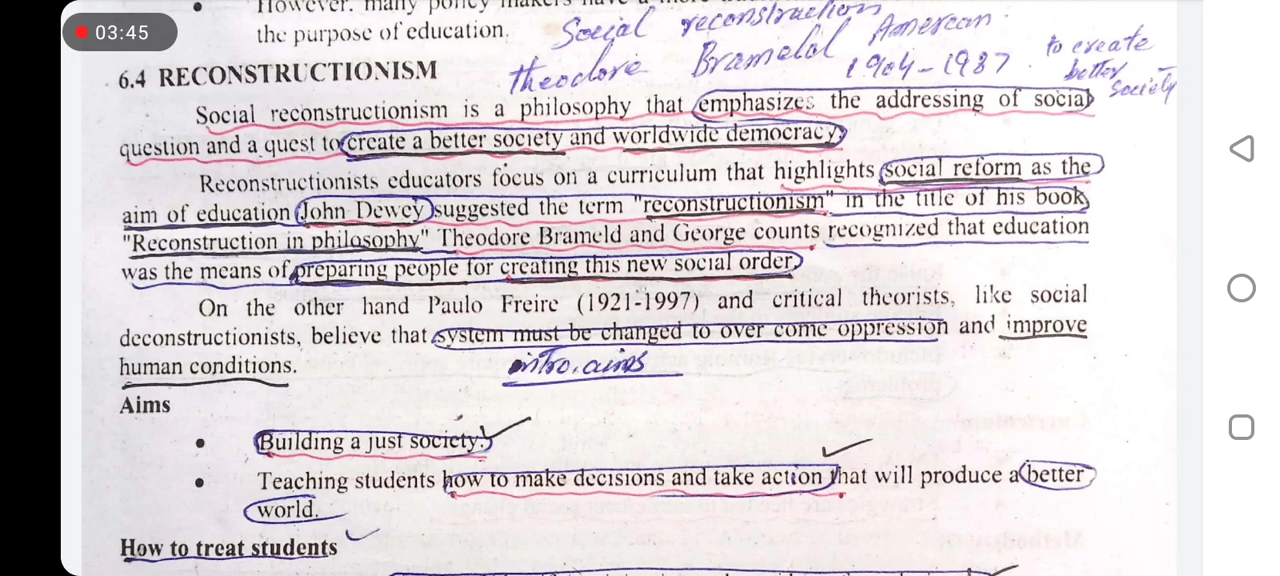 03:45
However, many policy makers have a more
the purpose of education.
Social reconstruction
Theodore Brameld American
1904-1987. to create
better
society
6.4 RECONSTRUCTIONISM
Social reconstructionism is a philosophy that emphasizes the addressing of social
question and a quest to create a better society and worldwide democracy.
Reconstructionists educators focus on a curriculum that highlights social reform as the
aim of education John Dewey suggested the term "reconstructionism" in the title of his book
"Reconstruction in philosophy" Theodore Brameld and George counts recognized that education
was the means of preparing people for creating this new social order.
On the other hand Paulo Freire (1921-1997) and critical theorists, like social
deconstructionists, believe that system must be changed to over come oppression and improve
human conditions.
intro. aims
Aims
• Building a just society.
• Teaching students how to make decisions and take action that will produce a better
world.
How to treat students